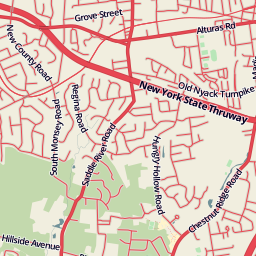 Grove Street
Alturas Rd
New County Road
Old Nyack Turnpike
New York State Thruway
Regina Road
South Monsey Road
Saddle River Road
Hungry Hollow Road
Chestnut Ridge Road
Hillside Avenue